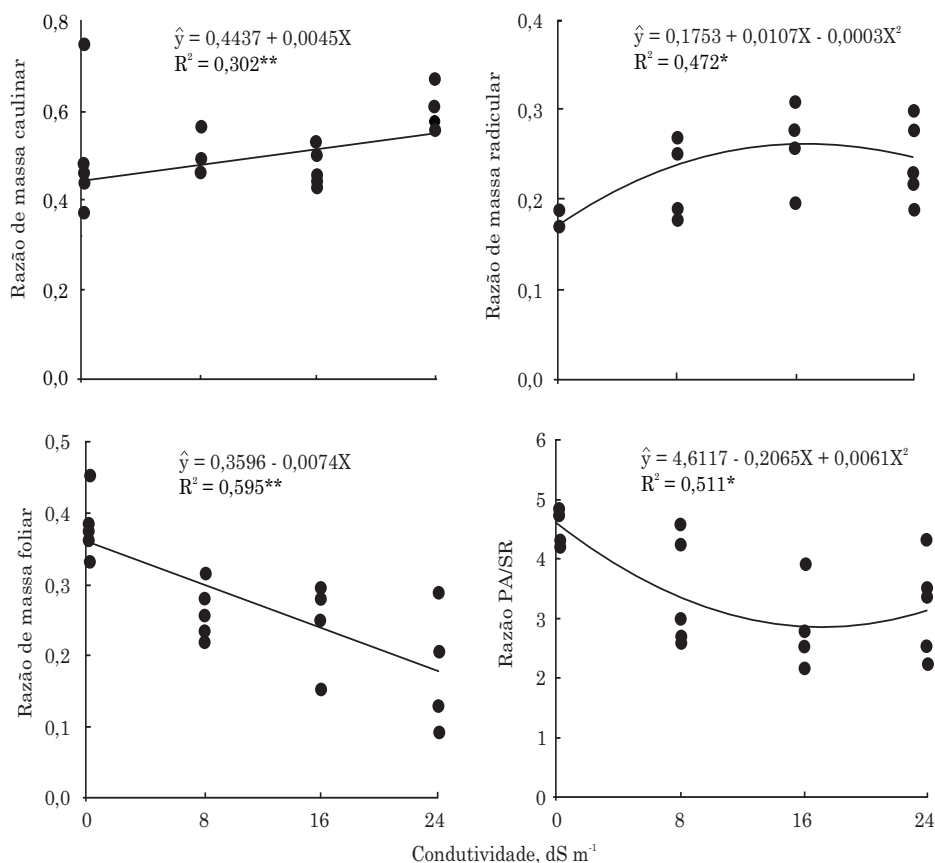 Razão de massa caulinar
0,8
0,6
0,4
0,2
0,0
ŷ = 0,4437 + 0,0045X
R² = 0,302**
Razão de massa radicular
0,4
0,3
0,2
0,1
0,0
ŷ = 0,1753 + 0,0107X - 0,0003X²
R² = 0,472*
Razão de massa foliar
0,5
0,4
0,3
0,2
0,1
0,0
ŷ = 0,3596 - 0,0074X
R² = 0,595**
0 8 16 24
Razão PA/SR
6
5
4
3
2
1
0
ŷ = 4,6117 - 0,2065X + 0,0061X²
R² = 0,511*
0 8 16 24
Condutividade, dS m⁻¹